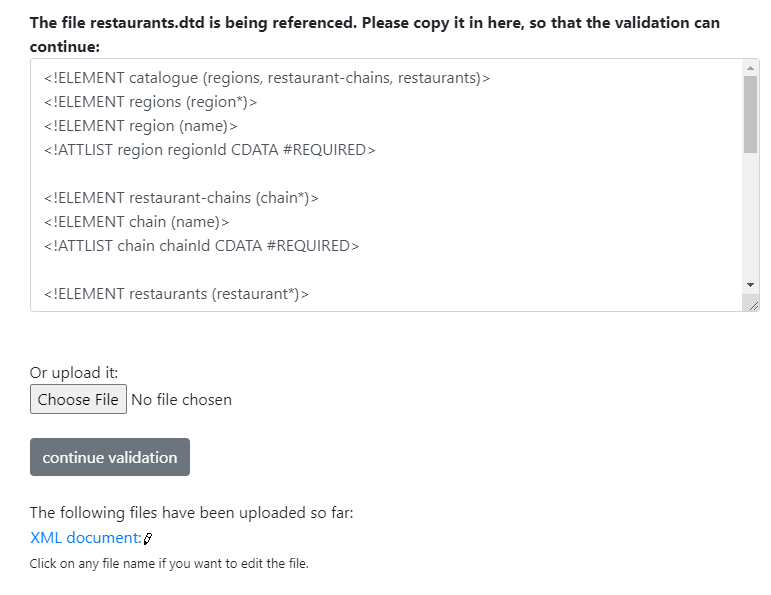 The file restaurants.dtd is being referenced. Please copy it in here, so that the validation can
continue:
<!ELEMENT catalogue (regions, restaurant-chains, restaurants)>
<!ELEMENT regions (region*)>
<!ELEMENT region (name)>
<!ATTLIST region regionId CDATA #REQUIRED>
<!ELEMENT restaurant-chains (chain*)>
<!ELEMENT chain (name)>
<!ATTLIST chain chainId CDATA #REQUIRED>
<!ELEMENT restaurants (restaurant*)>
Or upload it:
Choose File No file chosen
continue validation
The following files have been uploaded so far:
XML document:
Click on any file name if you want to edit the file.